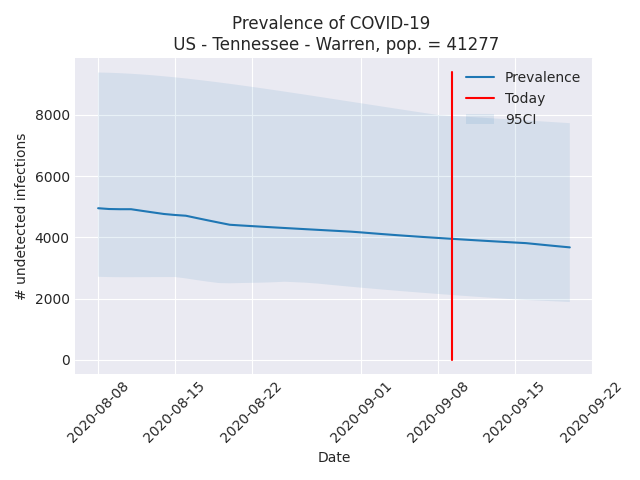 Prevalence of COVID-19
US - Tennessee - Warren, pop. = 41277
Prevalence
Today
95CI
# undetected infections
8000
6000
4000
2000
0
2020-08-08
2020-08-15
2020-08-22
2020-09-01
2020-09-08
2020-09-15
2020-09-22
Date